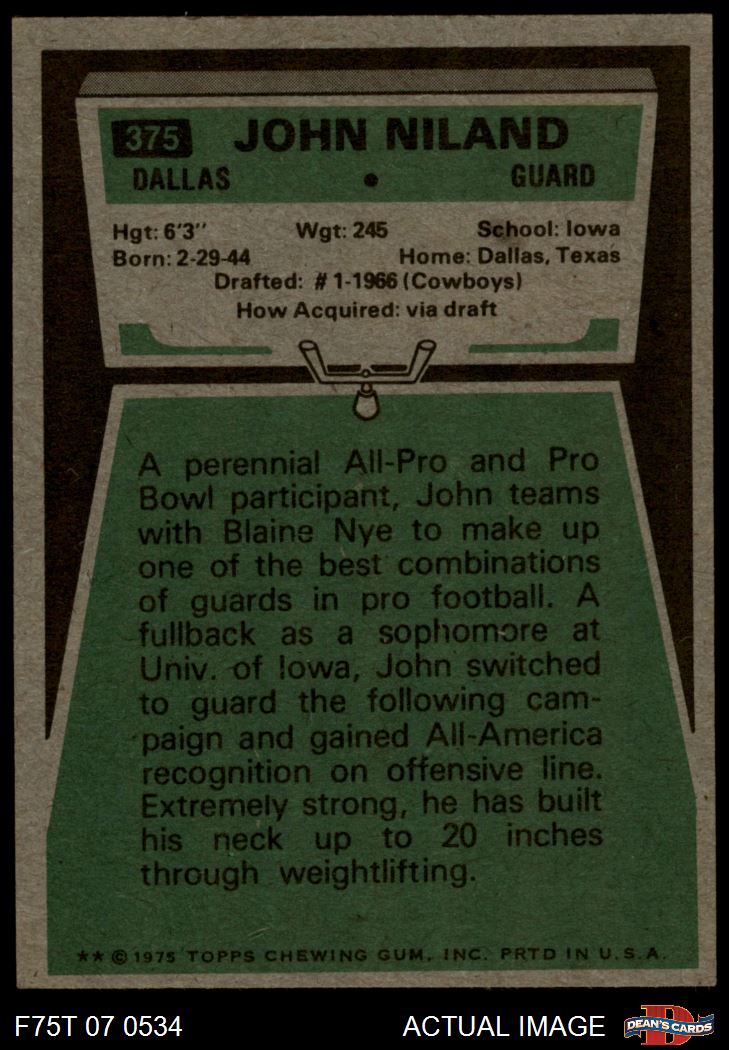 375 JOHN NILAND
DALLAS • GUARD
Hgt: 6'3" Wgt: 245 School: Iowa
Born: 2-29-44 Home: Dallas, Texas
Drafted: #1-1966 (Cowboys)
How Acquired: via draft
A perennial All-Pro and Pro
Bowl participant, John teams
with Blaine Nye to make up
one of the best combinations
of guards in pro football. A
fullback as a sophomore at
Univ. of Iowa, John switched
to guard the following cam-
paign and gained All-America
recognition on offensive line.
Extremely strong, he has built
his neck up to 20 inches
through weightlifting.
** © 1975 TOPPS CHEWING GUM, INC. PRTD IN U.S.A.
F75T 07 0534 ACTUAL IMAGE DEAN'S CARDS